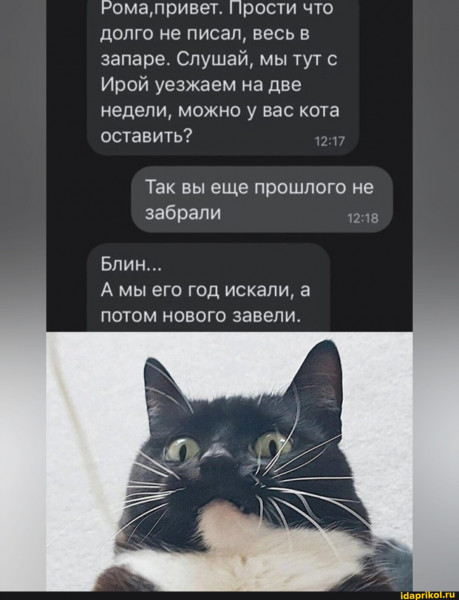 Рома,привет. Прости что
долго не писал, весь в
запаре. Слушай, мы тут с
Ирой уезжаем на две
недели, можно у вас кота
оставить?
12:17
Так вы еще прошлого не
забрали
12:18
Блин...
А мы его год искали, а
потом нового завели.
idaprikol.ru